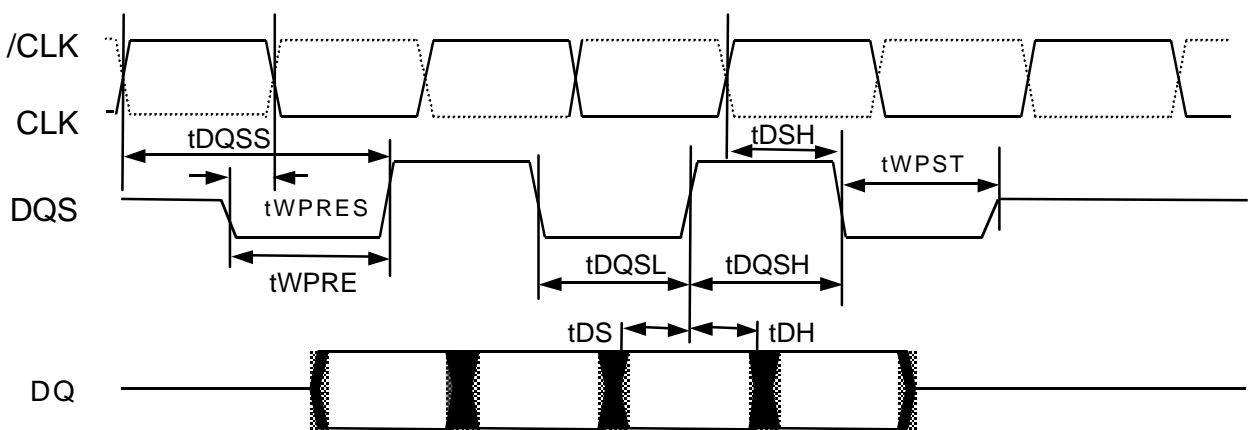 /CLK
CLK
tDQSS
tDSH
tWPST
tWPRES
DQS
tWPRE
tDQSL
tDQSH
tDS
tDH
DQ